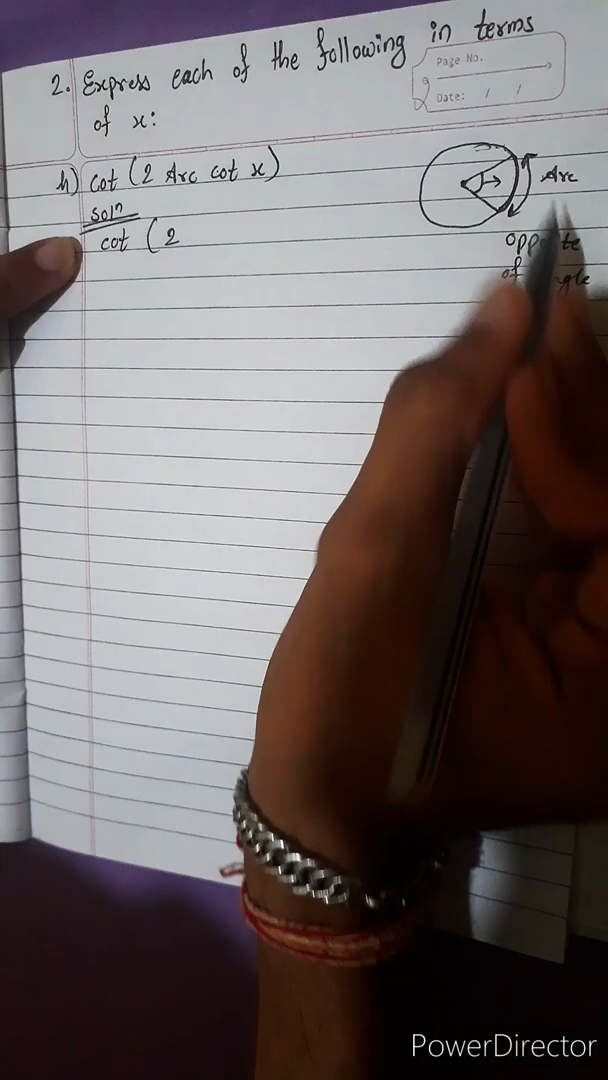 2. Express each of the following in terms
of x:
Page No.
Date: / /
h) cot (2 Arc cot x)
Soln
cot (2
Arc
of
PowerDirector